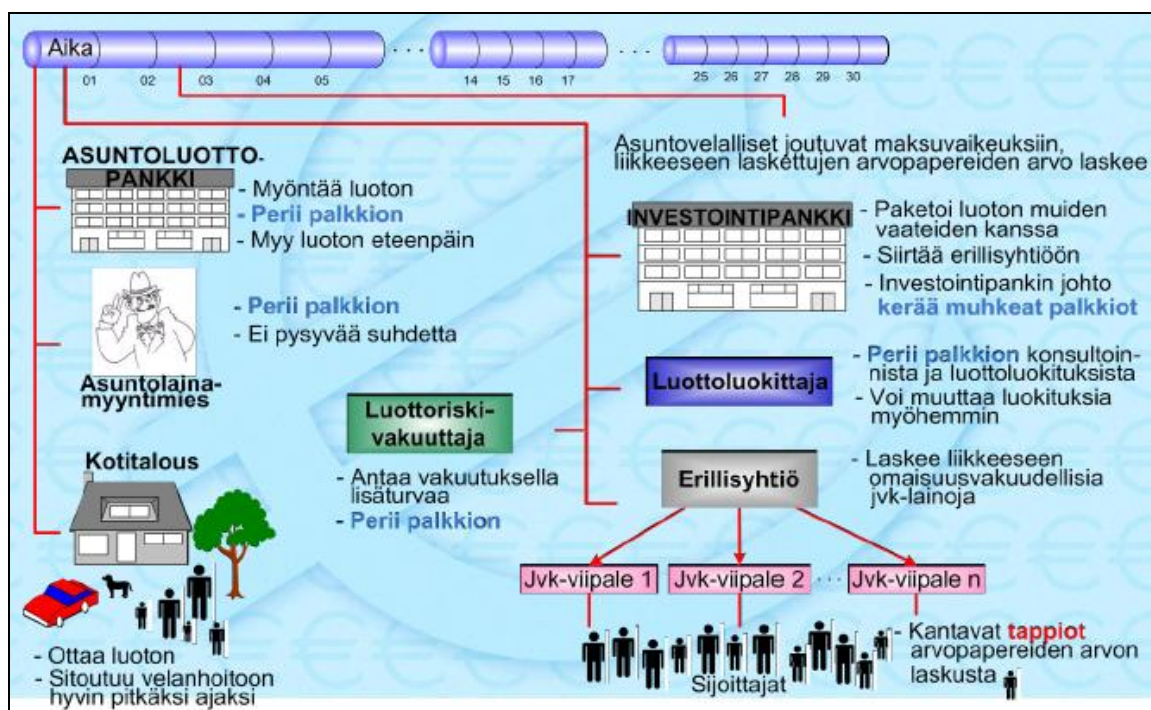 Aika
01 02 03 04 05 ... 14 15 16 17 ... 25 26 27 28 29 30
Asuntovelalliset joutuvat maksuvaikeuksiin,
liikkeeseen laskettujen arvopapereiden arvo laskee
ASUNTOLUOTTO-
PANKKI
- Myöntää luoton
- Perii palkkion
- Myy luoton eteenpäin
INVESTOINTIPANKKI
- Paketoi luoton muiden
vaateiden kanssa
- Siirtää erillisyhtiöön
- Investointipankin johto
kerää muhkeat palkkiot
- Perii palkkion
- Ei pysyvää suhdetta
Asuntolaina-
myyntimies
Luottoluokittaja
- Perii palkkion konsultoin-
nista ja luottoluokituksista
- Voi muuttaa luokituksia
myöhemmin
Luottoriski-
vakuuttaja
- Antaa vakuutuksella
lisäturvaa
- Perii palkkion
Kotitalous
- Ottaa luoton
- Sitoutuu velanhoitoon
hyvin pitkäksi ajaksi
Erillisyhtiö
- Laskee liikkeeseen
omaisuusvakuudellisia
jvk-lainoja
Jvk-viipale 1 Jvk-viipale 2 ... Jvk-viipale n
Sijoittajat
- Kantavat tappiot
arvopapereiden arvon
laskusta